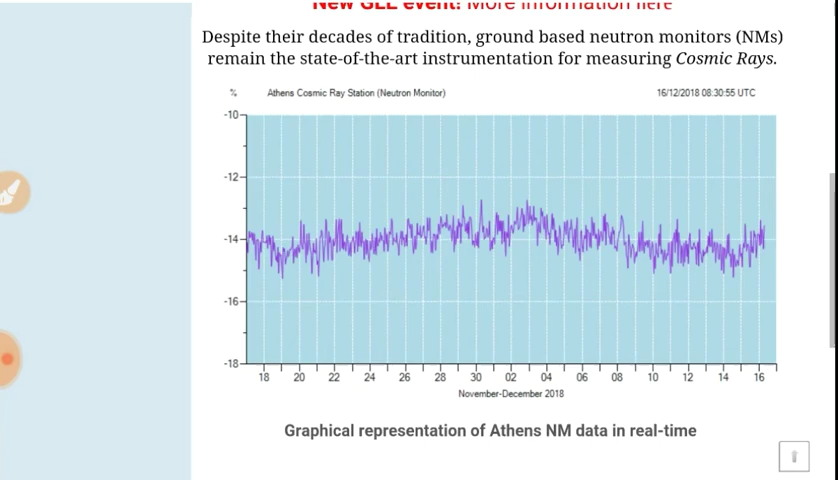 New GLE event! More information here
Despite their decades of tradition, ground based neutron monitors (NMs)
remain the state-of-the-art instrumentation for measuring Cosmic Rays.
% Athens Cosmic Ray Station (Neutron Monitor) 16/12/2018 08:30:55 UTC
-10
-12
-14
-16
-18
18 20 22 24 26 28 30 02 04 06 08 10 12 14 16
November-December 2018
Graphical representation of Athens NM data in real-time